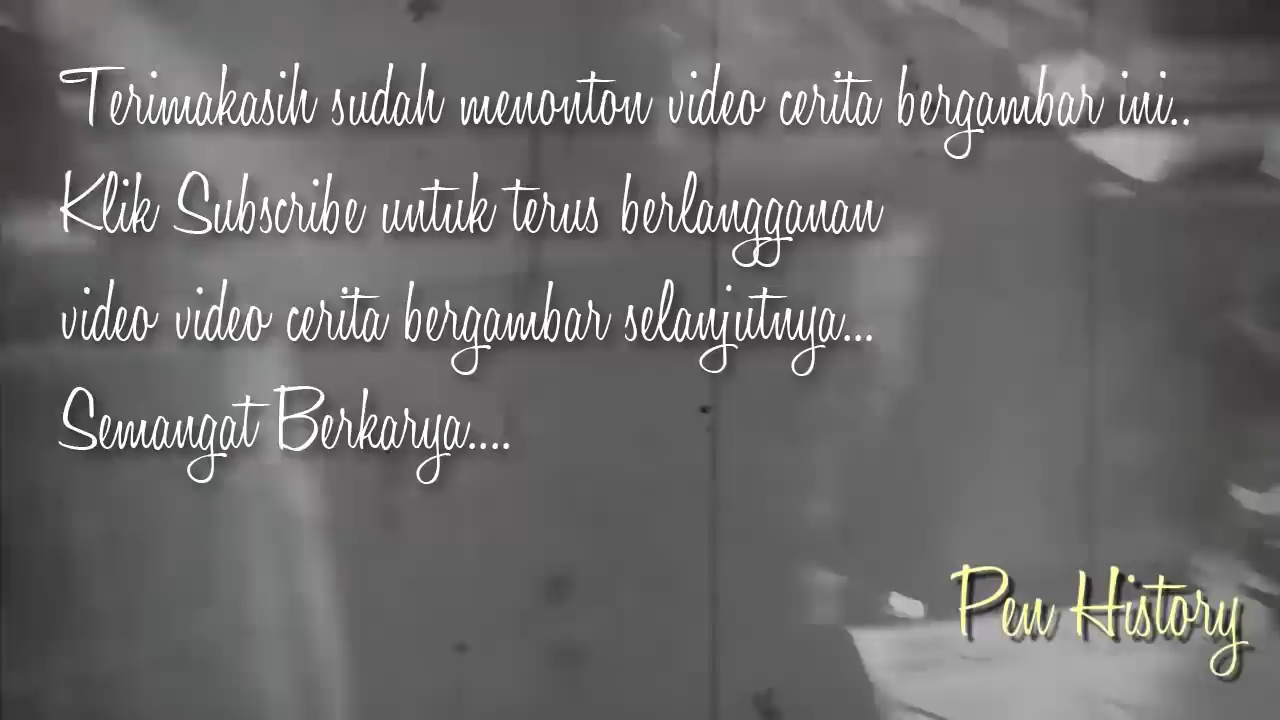 Terimakasih sudah menonton video cerita bergambar ini..
Klik Subscribe untuk terus berlangganan
video video cerita bergambar selanjutnya...
Semangat Berkarya....
Pen History